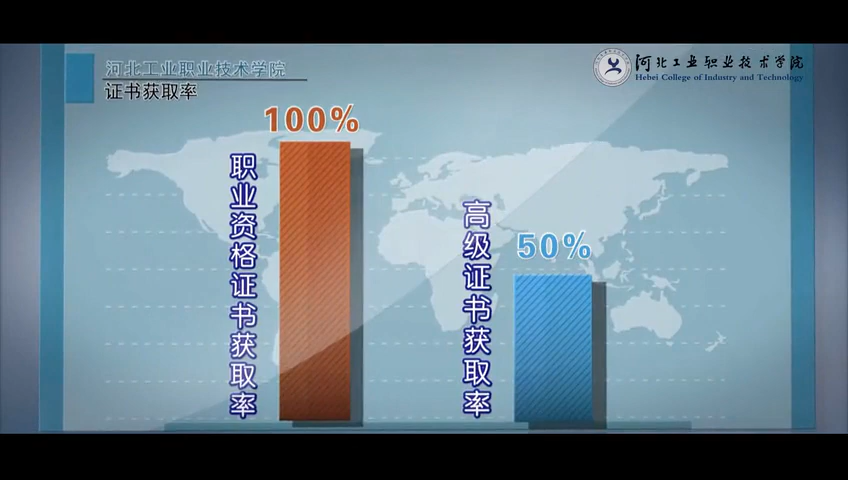 河北工业职业技术学院
证书获取率
河北工业职业技术学院
Hebei College of Industry and Technology
100%
职业资格证书获取率
50%
高级证书获取率